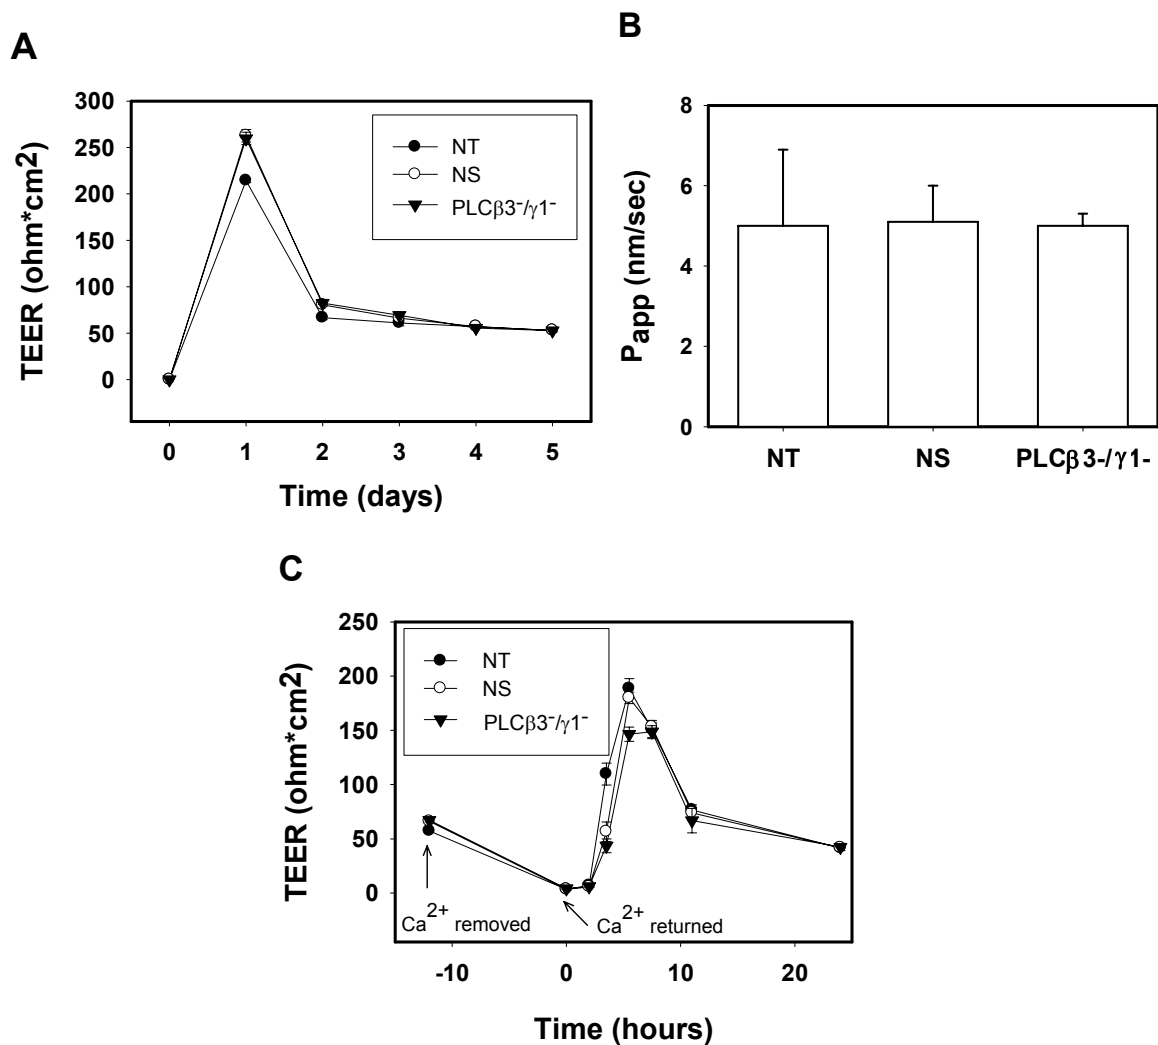 A
300
250
200
150
100
50
0
TEER (ohm*cm2)
NT
NS
PLCβ3-/γ1-
0 1 2 3 4 5
Time (days)
B
8
6
4
2
0
Papp (nm/sec)
NT NS PLCβ3-/γ1-
C
250
200
150
100
50
0
TEER (ohm*cm2)
NT
NS
PLCβ3-/γ1-
Ca2+ removed
Ca2+ returned
-10 0 10 20
Time (hours)